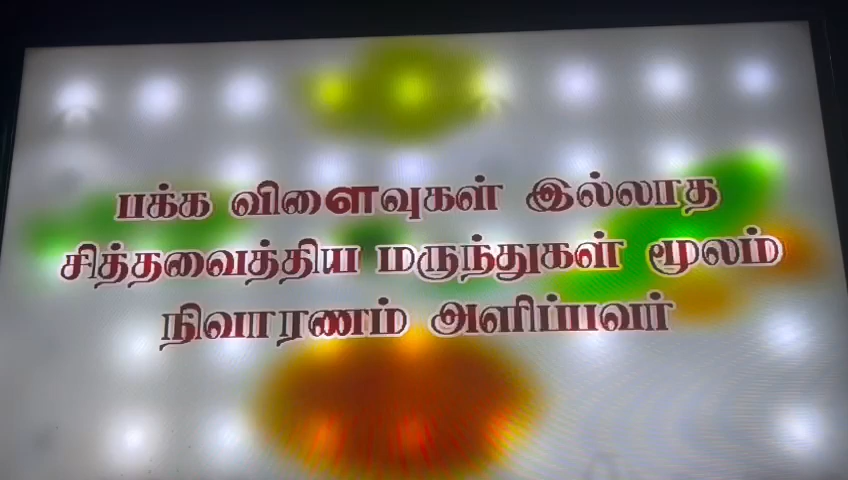 பக்க விளைவுகள் இல்லாத
சித்தவைத்திய மருந்துகள் மூலம்
நிவாரணம் அளிப்பவர்